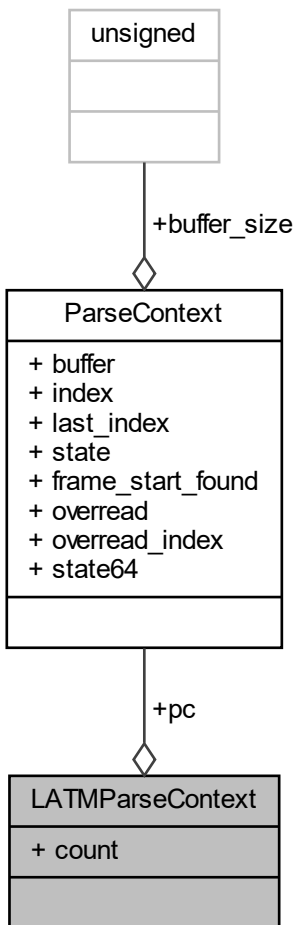 unsigned
+buffer_size
ParseContext
+ buffer
+ index
+ last_index
+ state
+ frame_start_found
+ overread
+ overread_index
+ state64
+pc
LATMParseContext
+ count